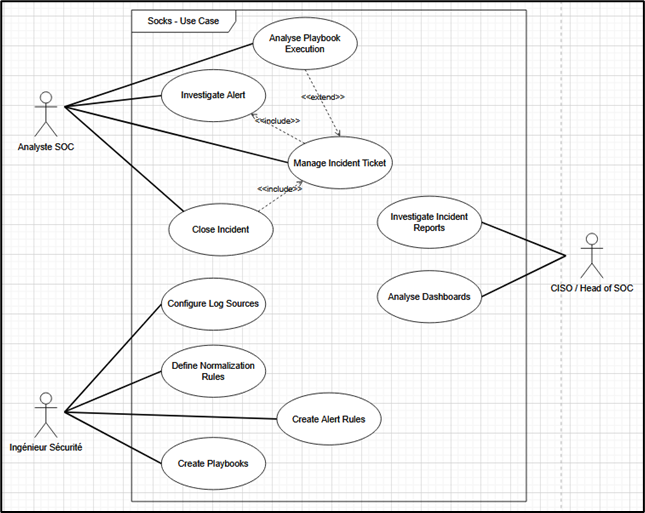 Socks - Use Case
Analyse Playbook
Execution
Investigate Alert
<<extend>>
<<include>>
Analyste SOC
Manage Incident Ticket
<<include>>
Close Incident
Investigate Incident
Reports
CISO / Head of SOC
Analyse Dashboards
Configure Log Sources
Define Normalization
Rules
Create Alert Rules
Ingénieur Sécurité
Create Playbooks